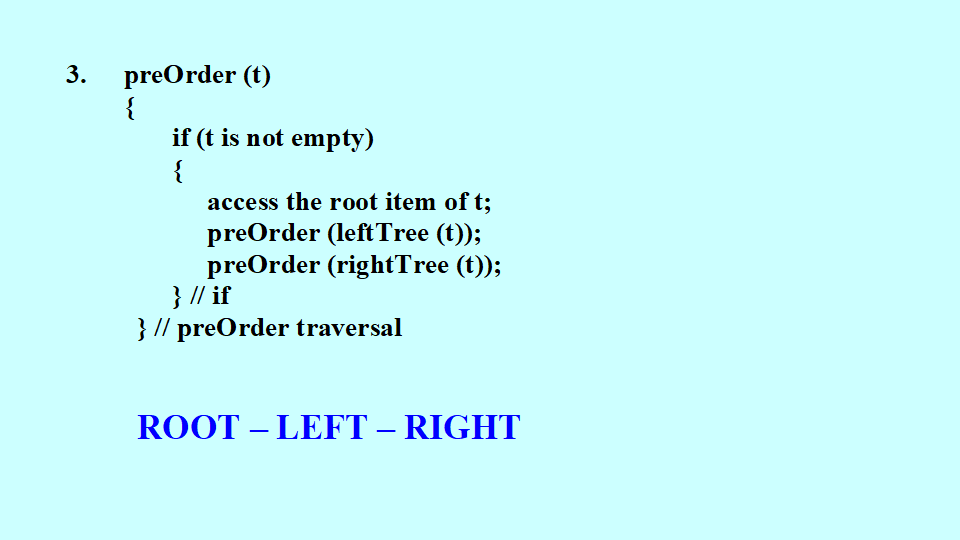 3. preOrder (t)
{
if (t is not empty)
{
access the root item of t;
preOrder (leftTree (t));
preOrder (rightTree (t));
} // if
} // preOrder traversal
ROOT – LEFT – RIGHT